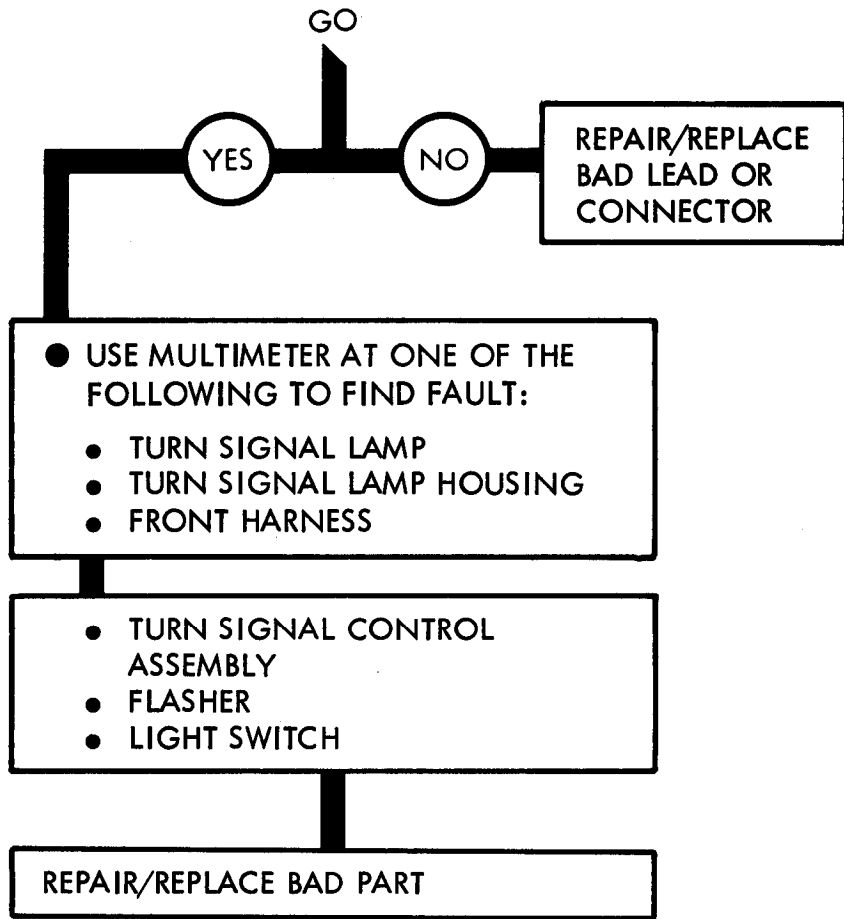 GO
YES
NO
REPAIR/REPLACE
BAD LEAD OR
CONNECTOR
● USE MULTIMETER AT ONE OF THE
FOLLOWING TO FIND FAULT:
● TURN SIGNAL LAMP
● TURN SIGNAL LAMP HOUSING
● FRONT HARNESS
● TURN SIGNAL CONTROL
ASSEMBLY
● FLASHER
● LIGHT SWITCH
REPAIR/REPLACE BAD PART